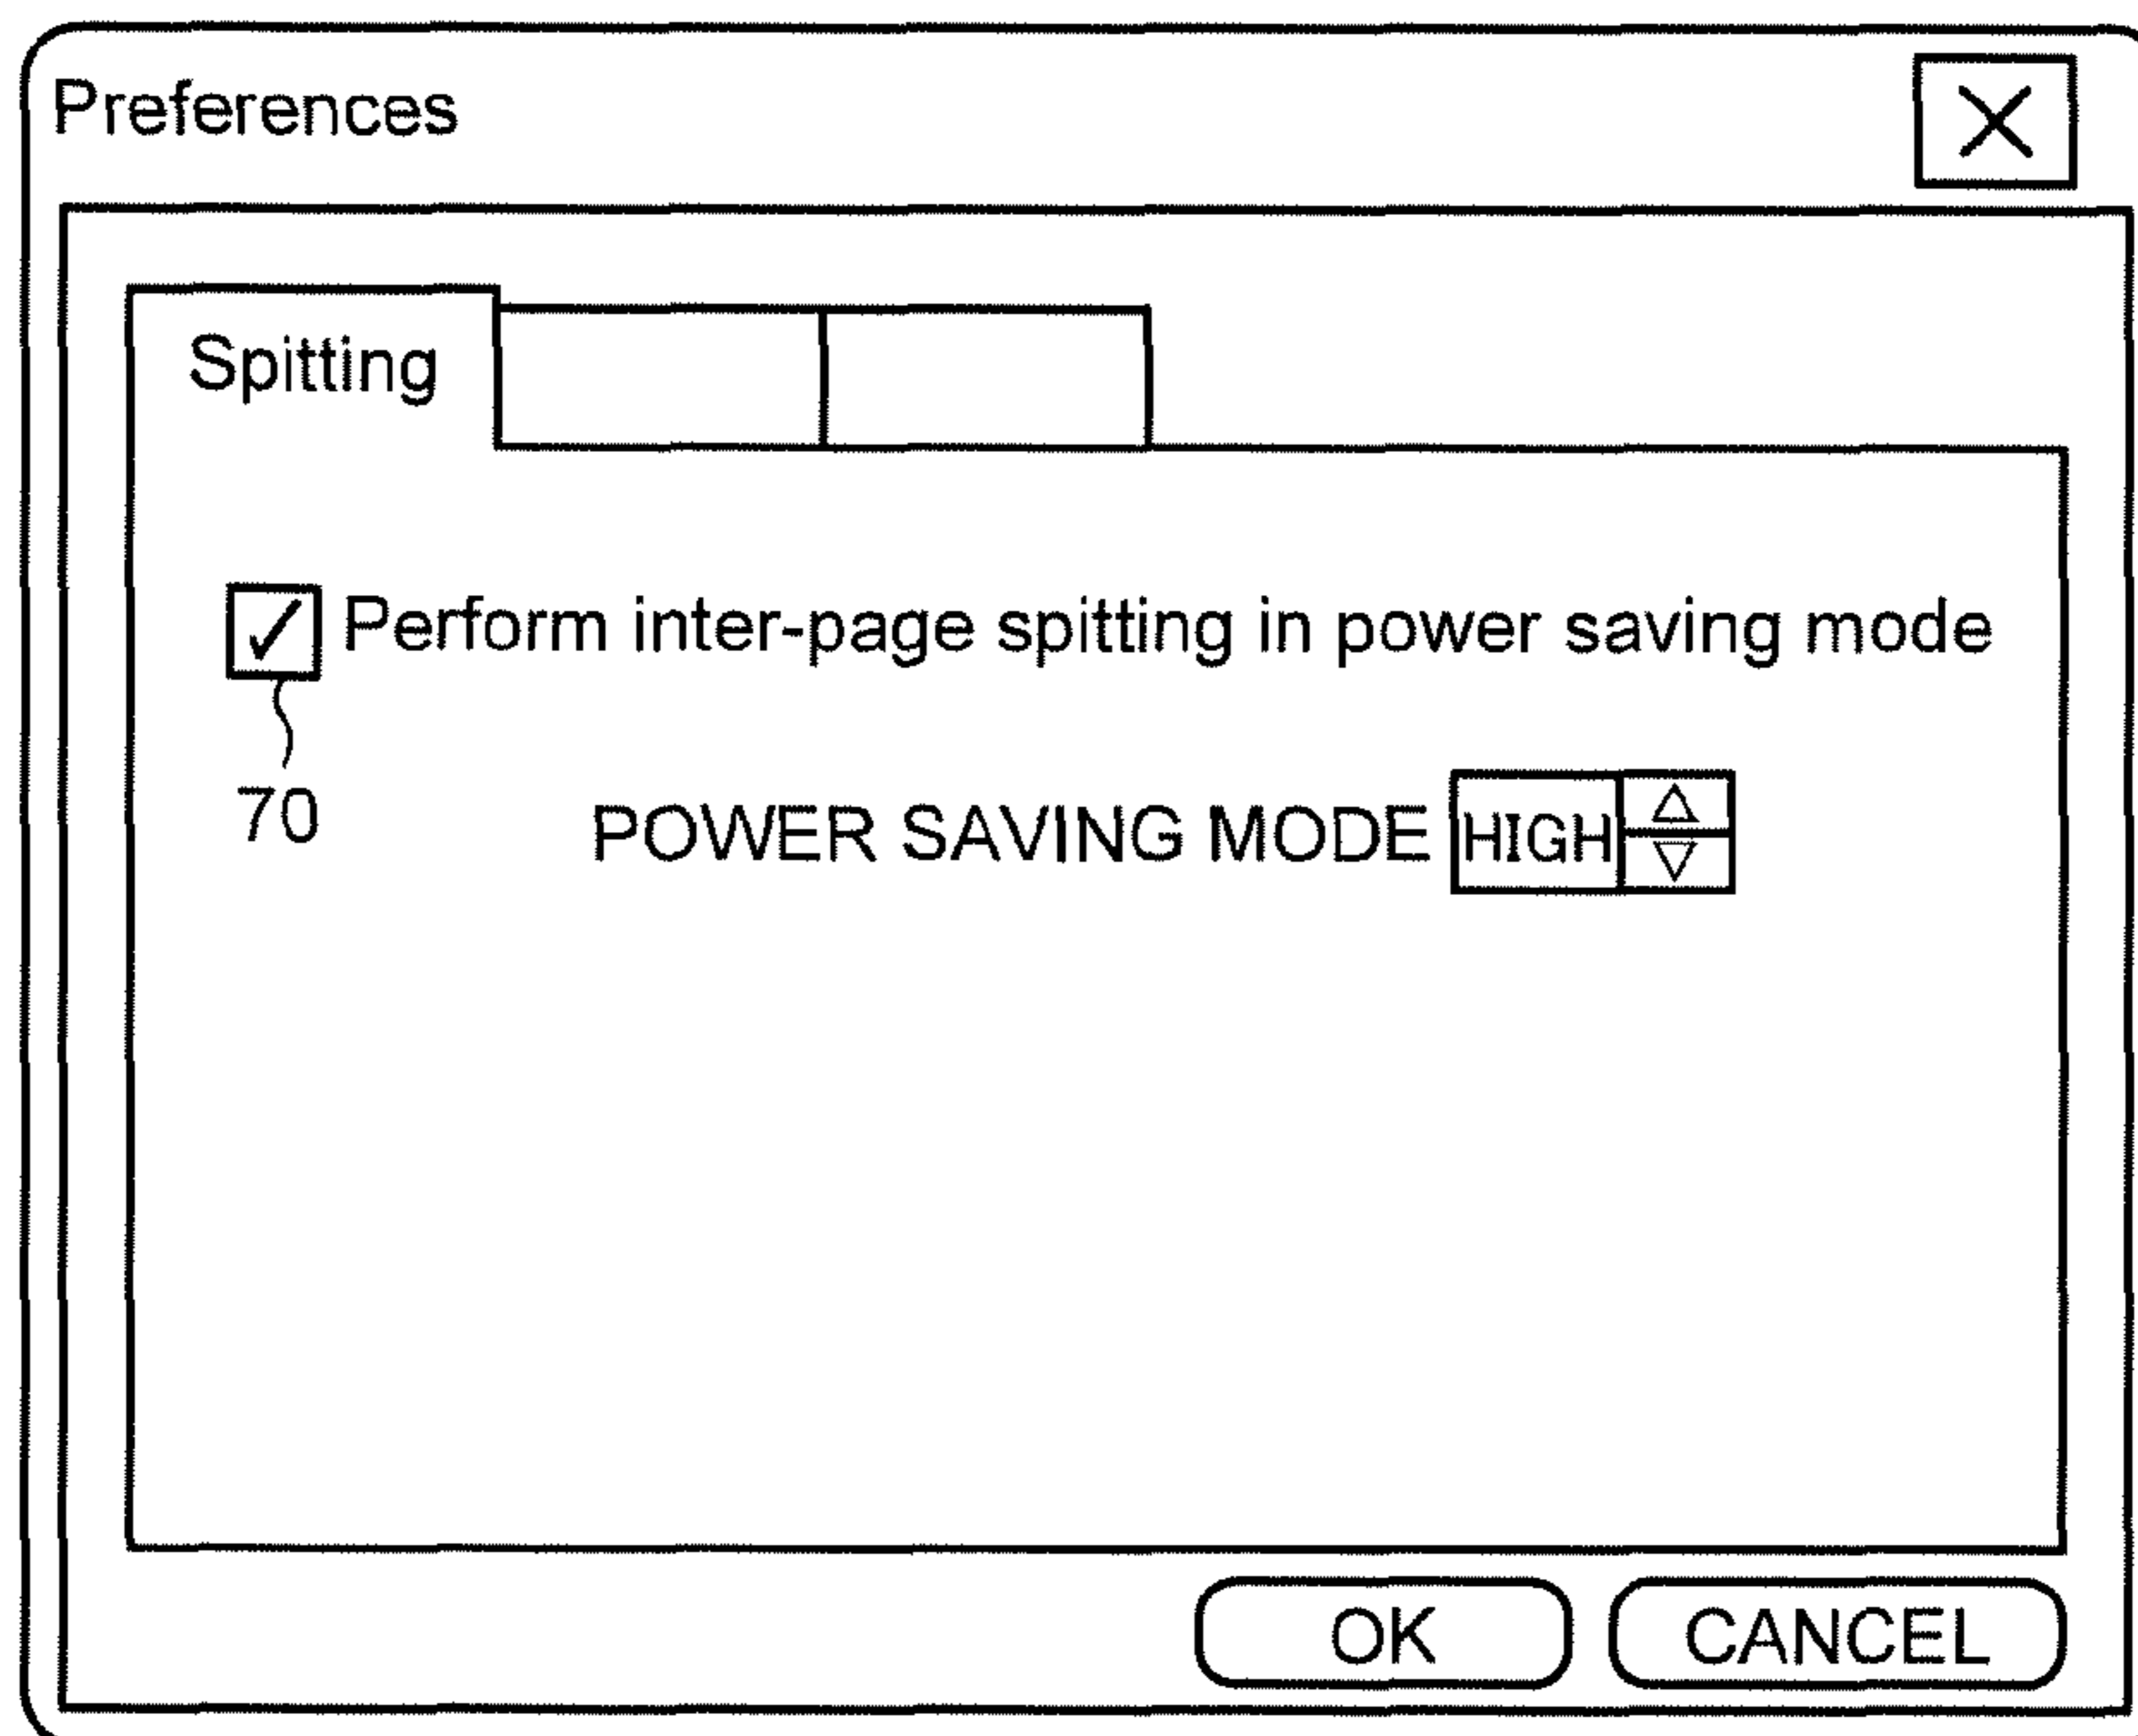 Preferences
Spitting
Perform inter-page spitting in power saving mode
70
POWER SAVING MODE HIGH
OK CANCEL